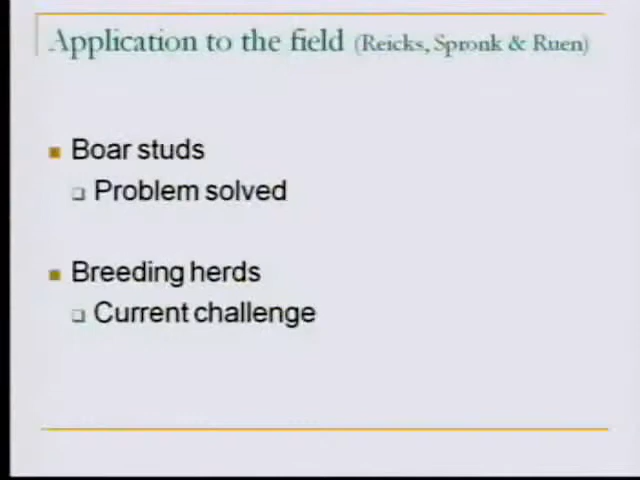 Application to the field (Reicks, Spronk & Ruen)
Boar studs
Problem solved
Breeding herds
Current challenge